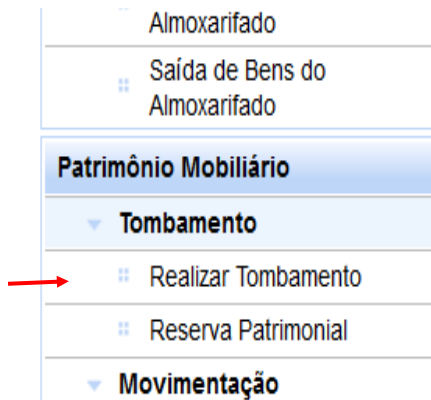 Almoxarifado
Saída de Bens do
Almoxarifado
Patrimônio Mobiliário
Tombamento
Realizar Tombamento
Reserva Patrimonial
Movimentação